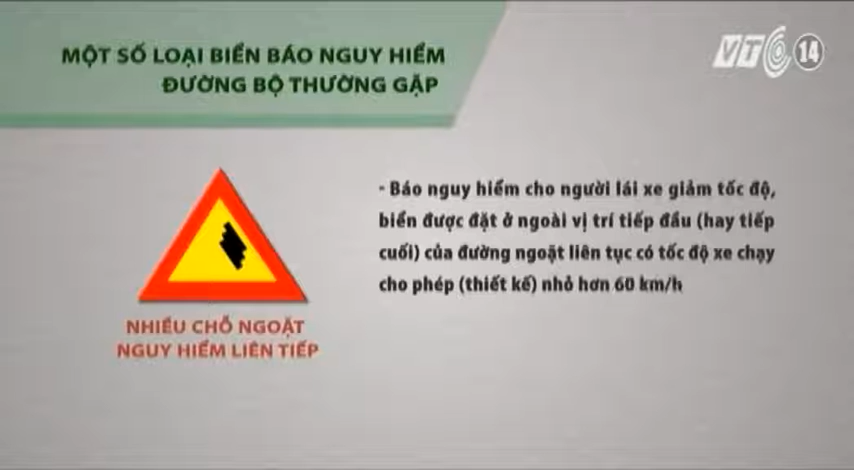 MỘT SỐ LOẠI BIỂN BÁO NGUY HIỂM
ĐƯỜNG BỘ THƯỜNG GẶP
VTC 14
- Báo nguy hiểm cho người lái xe giảm tốc độ,
biển được đặt ở ngoài vị trí tiếp đầu (hay tiếp
cuối) của đường ngoặt liên tục có tốc độ xe chạy
cho phép (thiết kế) nhỏ hơn 60 km/h
NHIỀU CHỖ NGOẶT
NGUY HIỂM LIÊN TIẾP